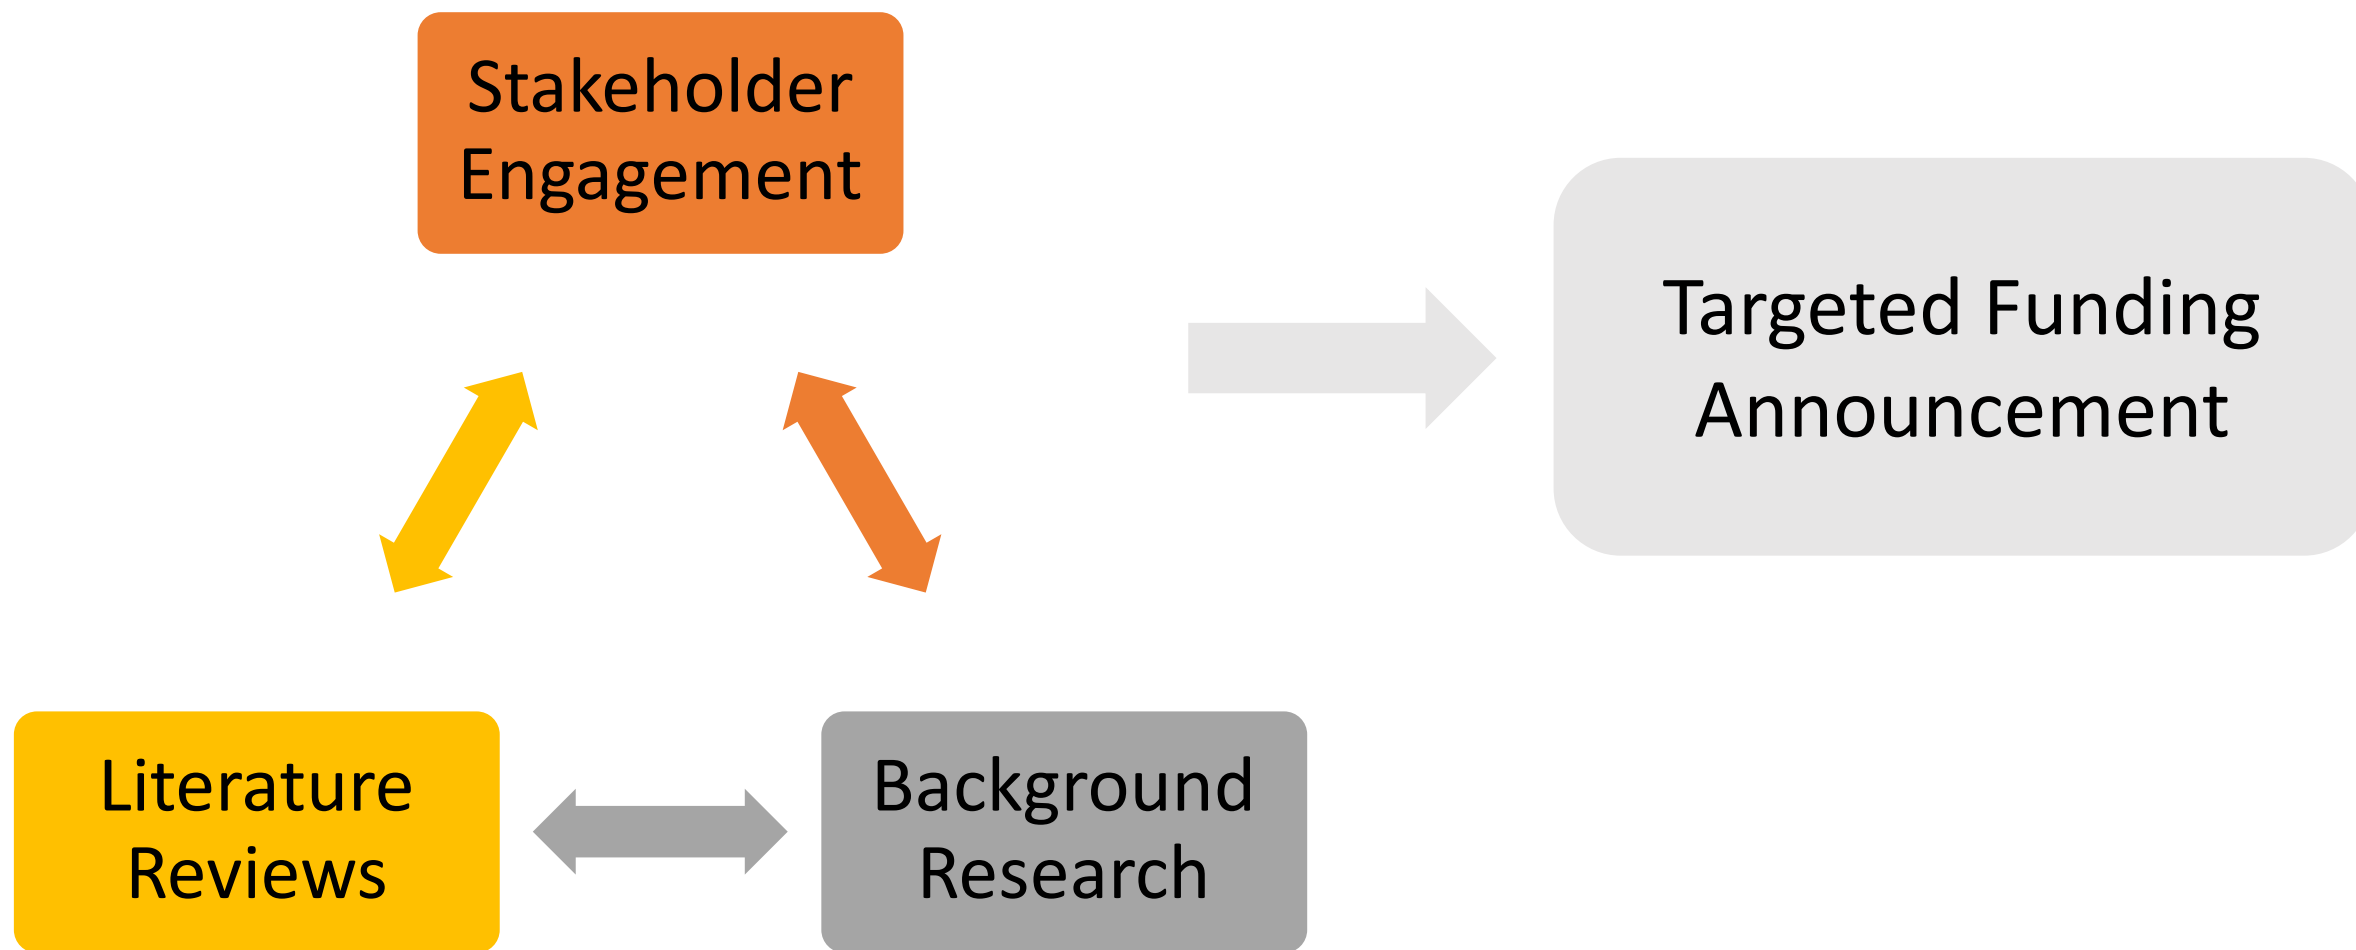 Stakeholder
Engagement
Targeted Funding
Announcement
Literature
Reviews
Background
Research